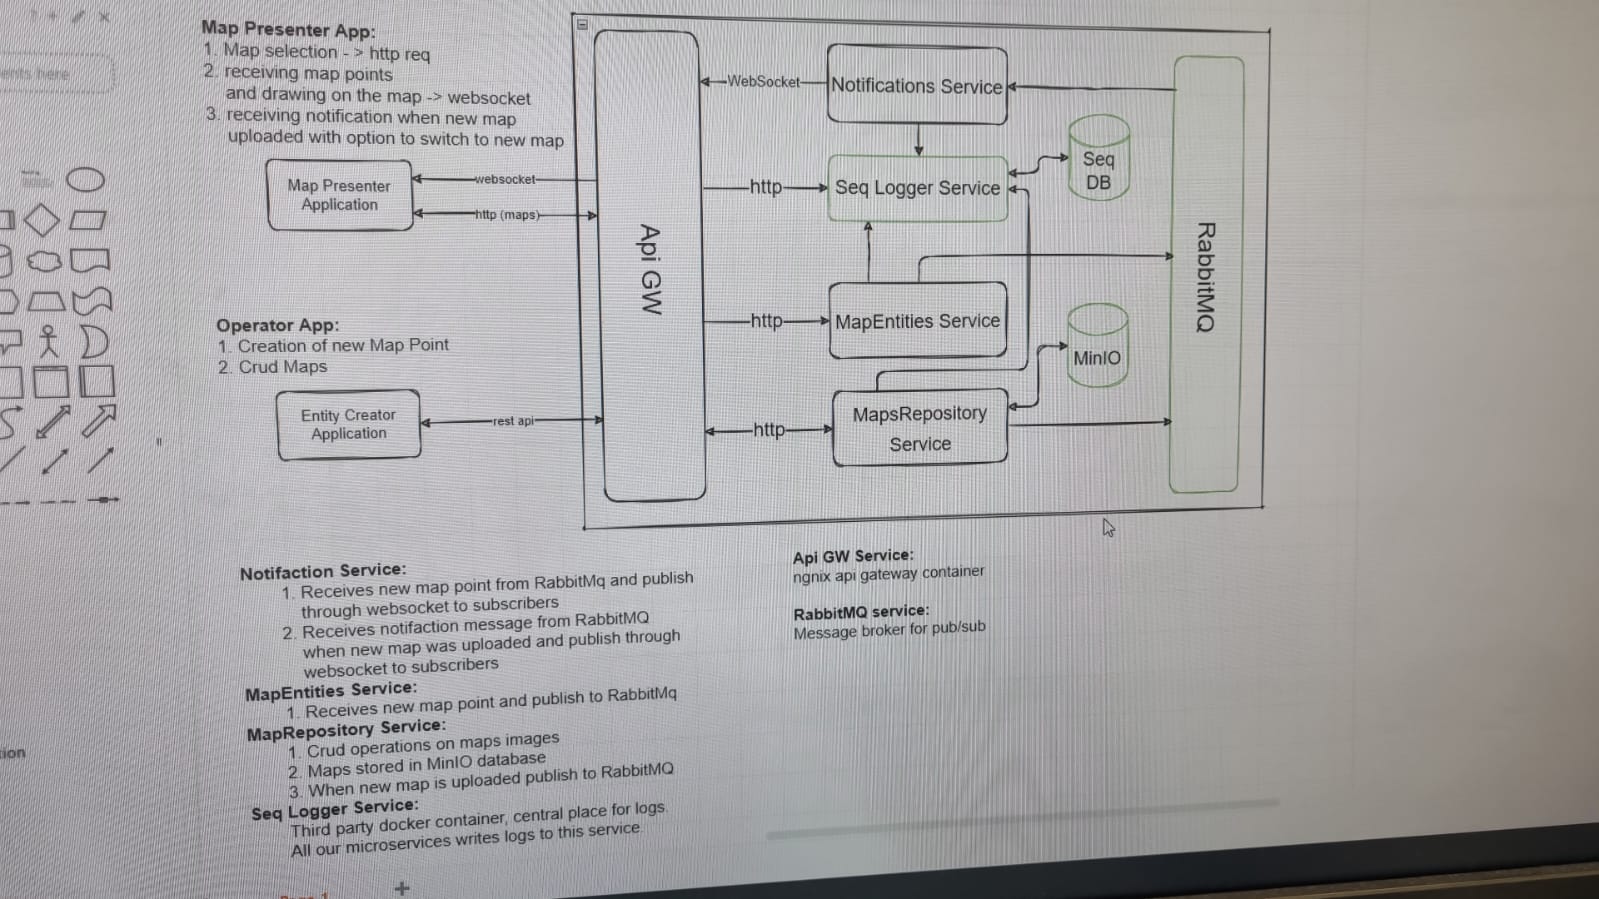 ents here
Map Presenter App:
1. Map selection - > http req
2. receiving map points
and drawing on the map -> websocket
3. receiving notification when new map
uploaded with option to switch to new map
Map Presenter
Application
websocket
http (maps)
Operator App:
1. Creation of new Map Point
2. Crud Maps
Entity Creator
Application
rest api
Api GW
WebSocket
Notifications Service
http
Seq Logger Service
Seq
DB
http
MapEntities Service
MinIO
http
MapsRepository
Service
RabbitMQ
Notifaction Service:
1. Receives new map point from RabbitMq and publish
through websocket to subscribers
2. Receives notifaction message from RabbitMQ
when new map was uploaded and publish through
websocket to subscribers
MapEntities Service:
1. Receives new map point and publish to RabbitMq
MapRepository Service:
1. Crud operations on maps images
2. Maps stored in MinIO database
3. When new map is uploaded publish to RabbitMQ
Seq Logger Service:
Third party docker container, central place for logs.
All our microservices writes logs to this service.
Api GW Service:
ngnix api gateway container
RabbitMQ service:
Message broker for pub/sub
tion
Page-1